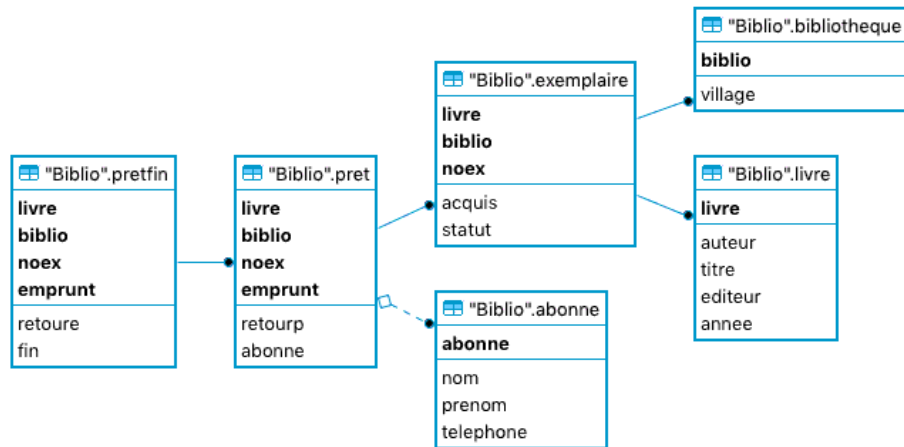 "Biblio".pretfin
livre
biblio
noex
emprunt
retoure
fin
"Biblio".pret
livre
biblio
noex
emprunt
retourp
abonne
"Biblio".exemplaire
livre
biblio
noex
acquis
statut
"Biblio".abonne
abonne
nom
prenom
telephone
"Biblio".bibliotheque
biblio
village
"Biblio".livre
livre
auteur
titre
editeur
annee